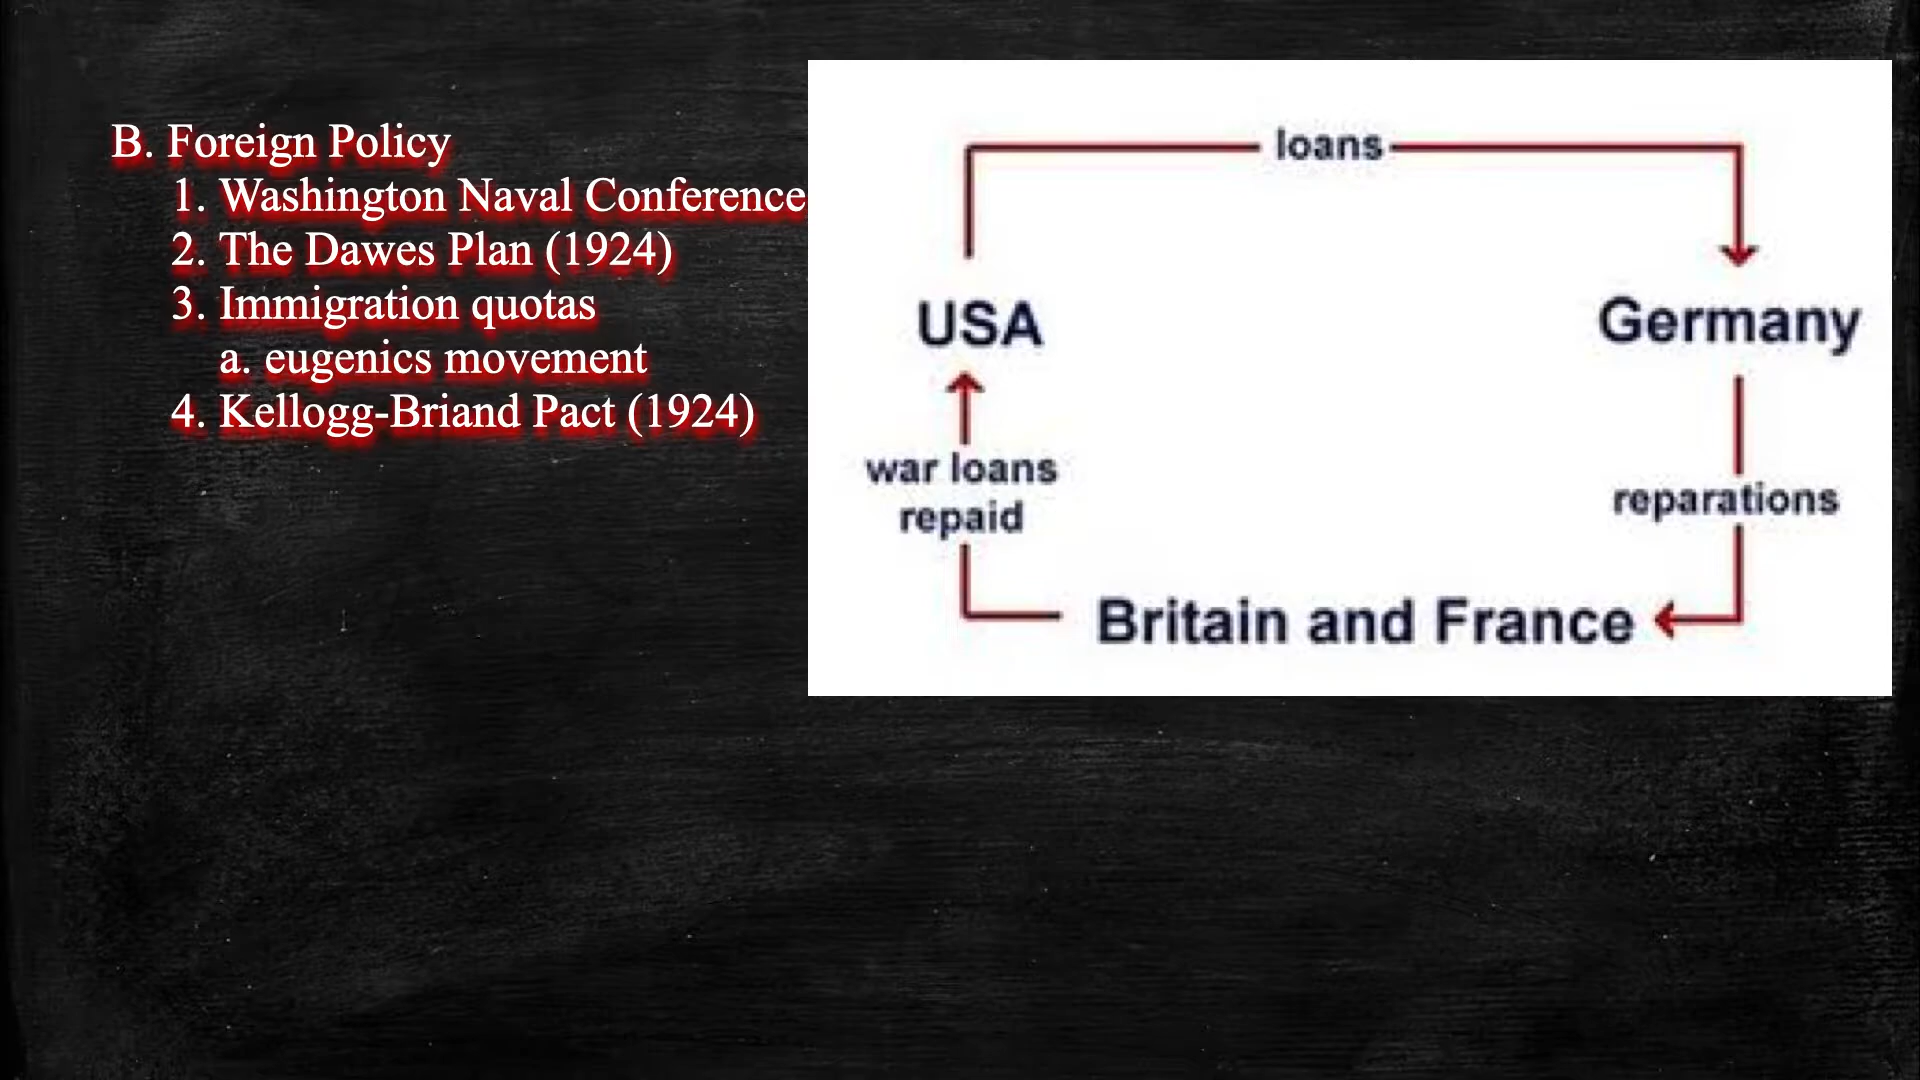 B. Foreign Policy
1. Washington Naval Conference
2. The Dawes Plan (1924)
3. Immigration quotas
a. eugenics movement
4. Kellogg-Briand Pact (1924)
loans
USA
Germany
war loans
repaid
reparations
Britain and France